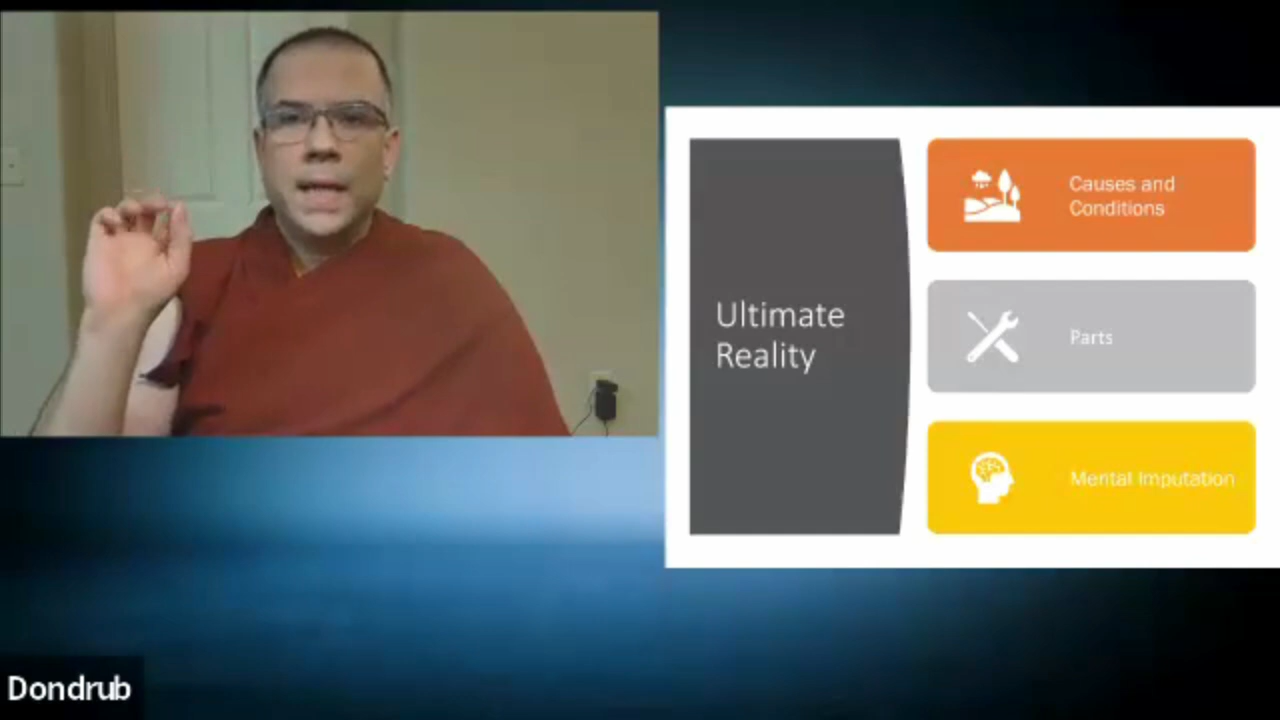 Ultimate
Reality
Causes and
Conditions
Parts
Mental Imputation
Dondrub